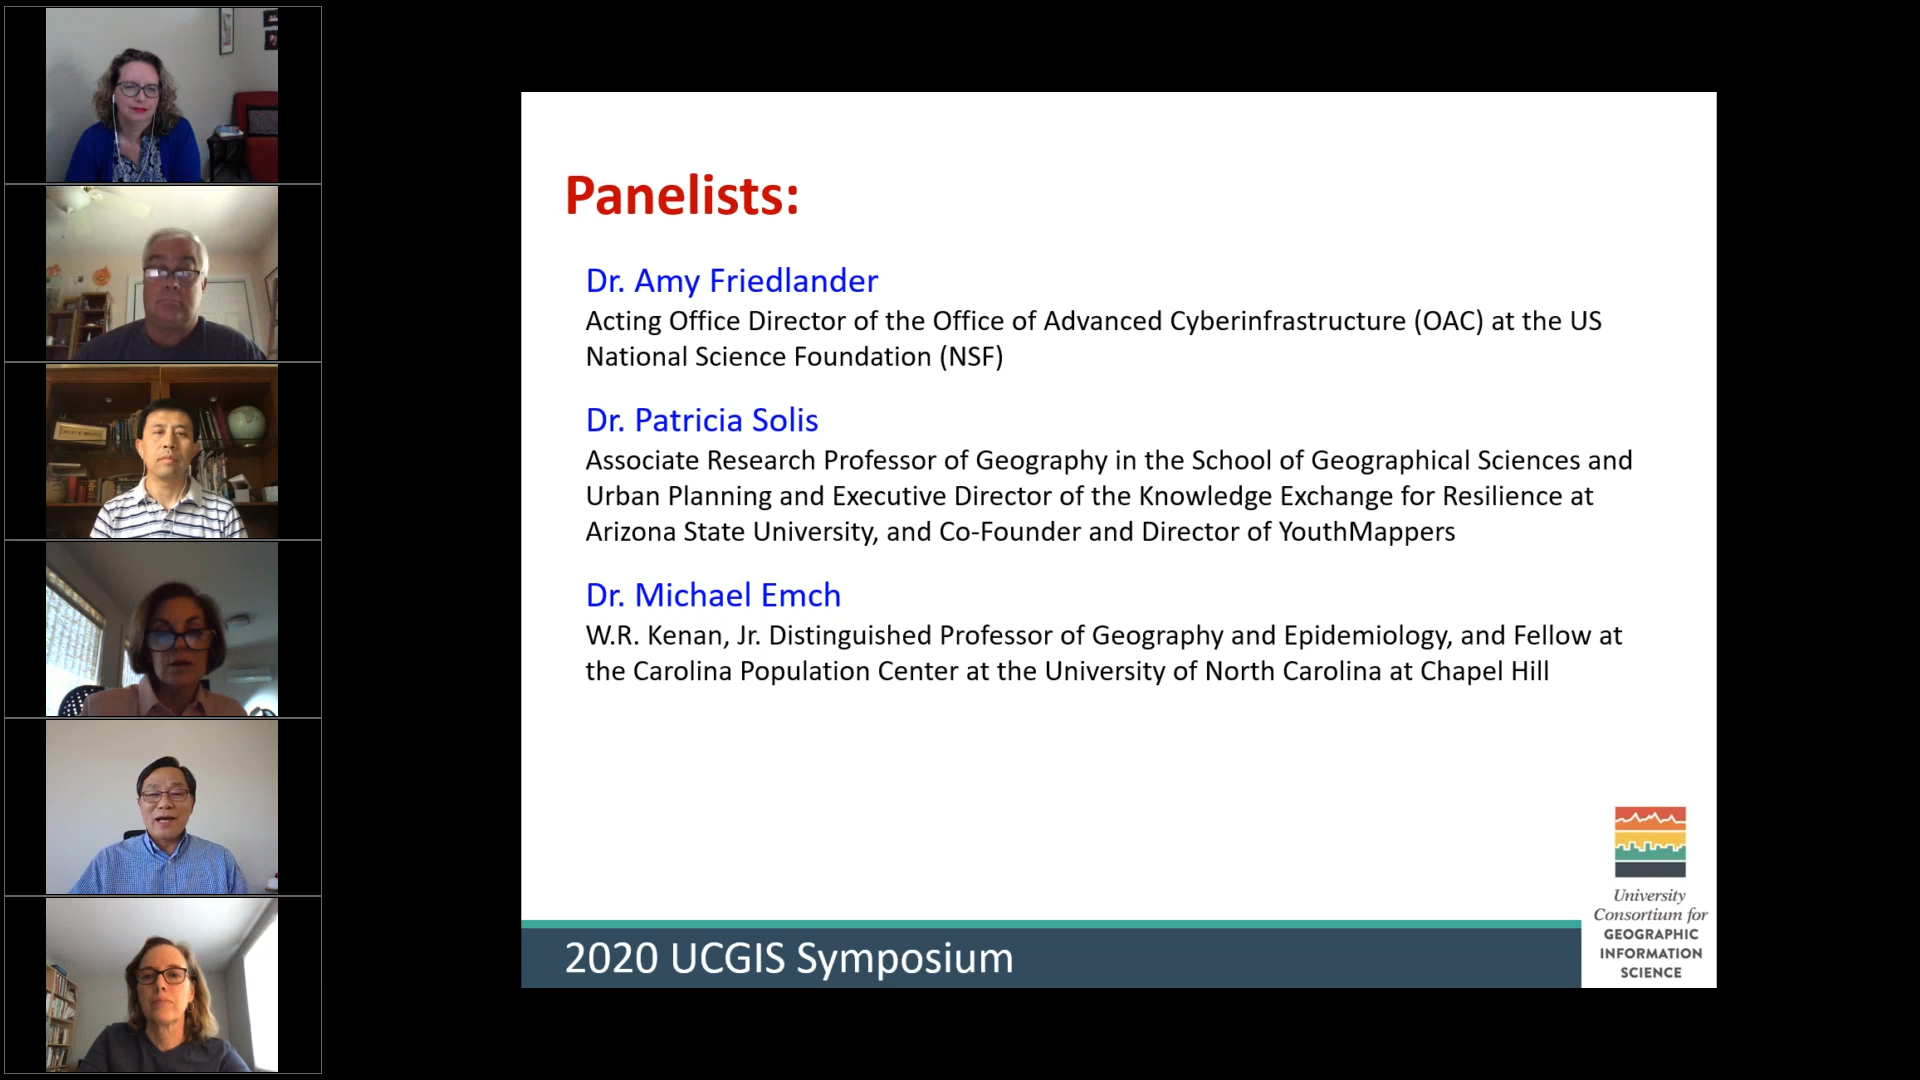 Panelists:
Dr. Amy Friedlander
Acting Office Director of the Office of Advanced Cyberinfrastructure (OAC) at the US
National Science Foundation (NSF)
Dr. Patricia Solis
Associate Research Professor of Geography in the School of Geographical Sciences and
Urban Planning and Executive Director of the Knowledge Exchange for Resilience at
Arizona State University, and Co-Founder and Director of YouthMappers
Dr. Michael Emch
W.R. Kenan, Jr. Distinguished Professor of Geography and Epidemiology, and Fellow at
the Carolina Population Center at the University of North Carolina at Chapel Hill
2020 UCGIS Symposium
University
Consortium for
GEOGRAPHIC
INFORMATION
SCIENCE